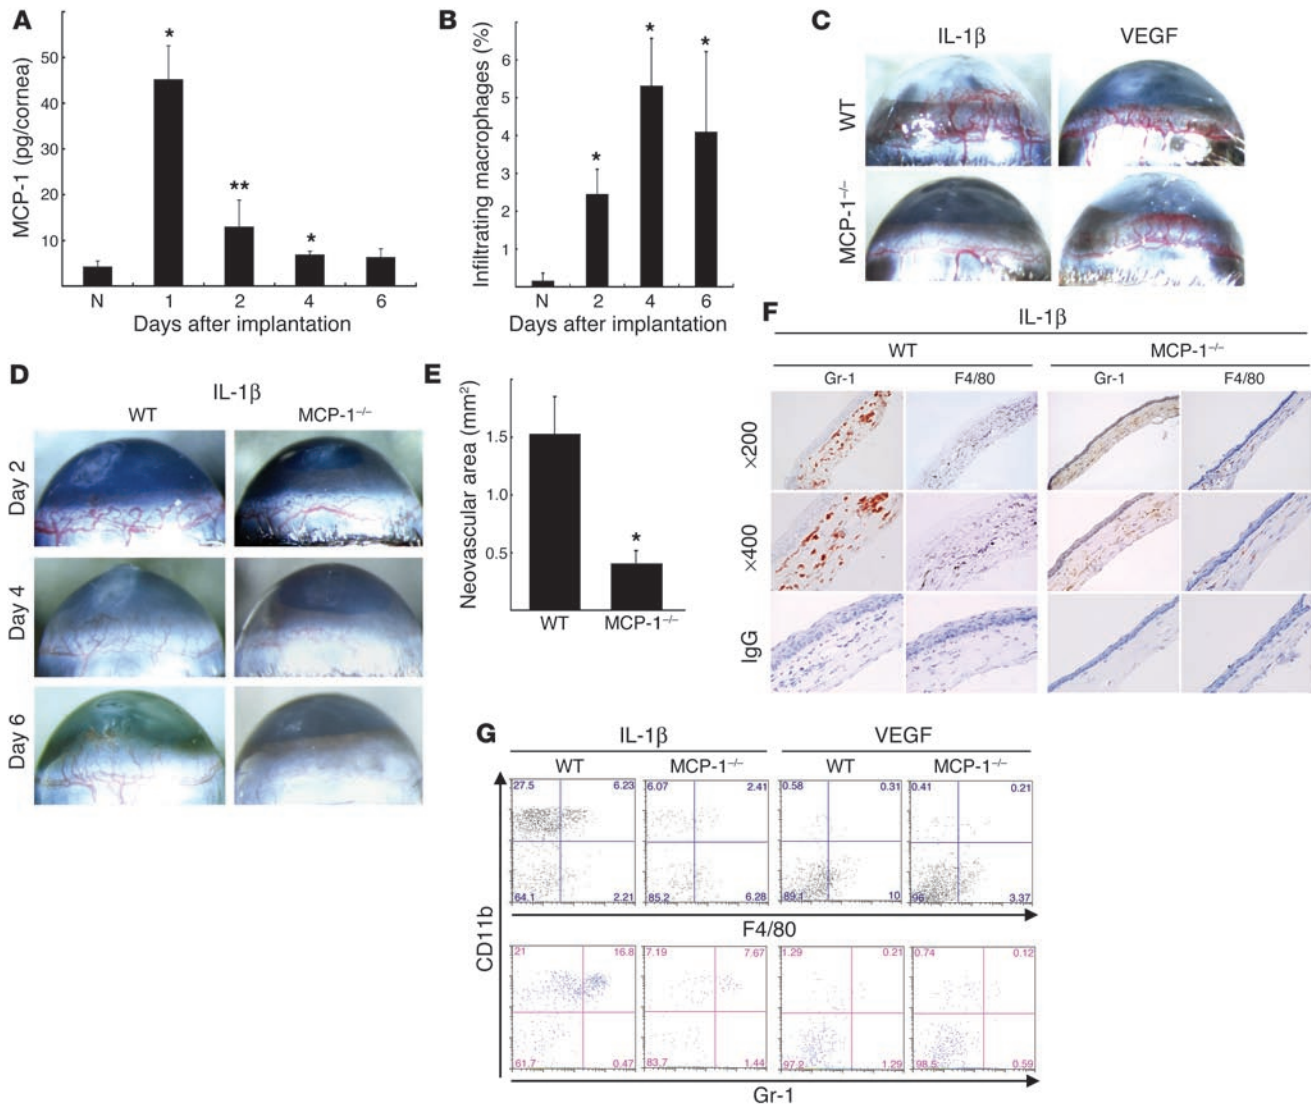 A
MCP-1 (pg/cornea)
50
40
30
20
10
*
**
*
N 1 2 4 6
Days after implantation
B
Infiltrating macrophages (%)
6
5
4
3
2
1
*
*
*
N 2 4 6
Days after implantation
C
IL-1β VEGF
WT
MCP-1⁻/⁻
D
IL-1β
WT MCP-1⁻/⁻
Day 2
Day 4
Day 6
E
Neovascular area (mm²)
1.5
1.0
0.5
*
WT MCP-1⁻/⁻
F
IL-1β
WT MCP-1⁻/⁻
Gr-1 F4/80 Gr-1 F4/80
×200
×400
IgG
G
IL-1β VEGF
WT MCP-1⁻/⁻ WT MCP-1⁻/⁻
27.5 6.23 6.07 2.41 0.58 0.31 0.41 0.21
64.1 2.21 85.2 6.28 10 96 3.37
CD11b
F4/80
21 16.8 7.19 7.67 1.29 0.21 0.74 0.12
61.7 0.47 83.7 1.44 97.2 1.29 98.5 0.59
Gr-1